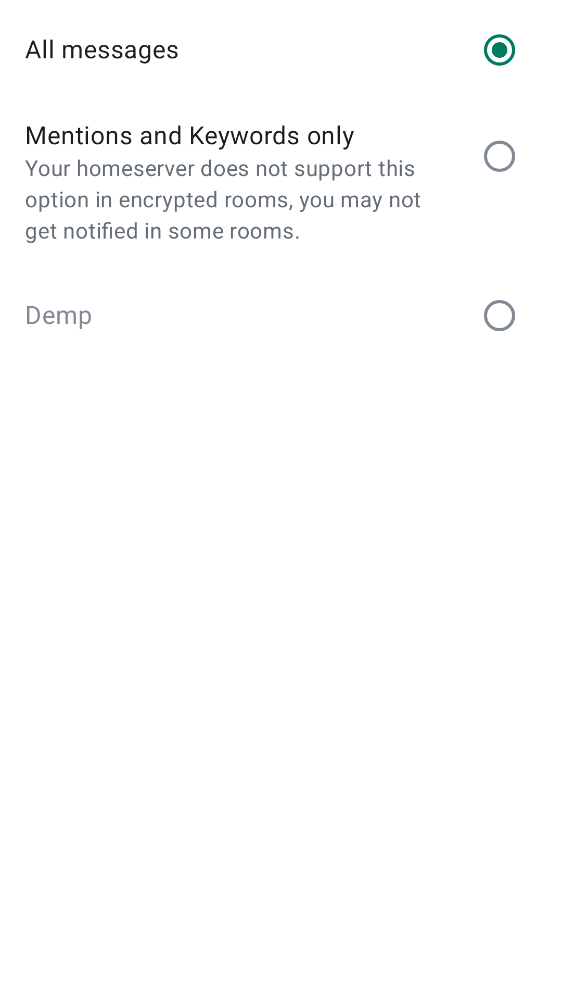 All messages
Mentions and Keywords only
Your homeserver does not support this
option in encrypted rooms, you may not
get notified in some rooms.
Demp